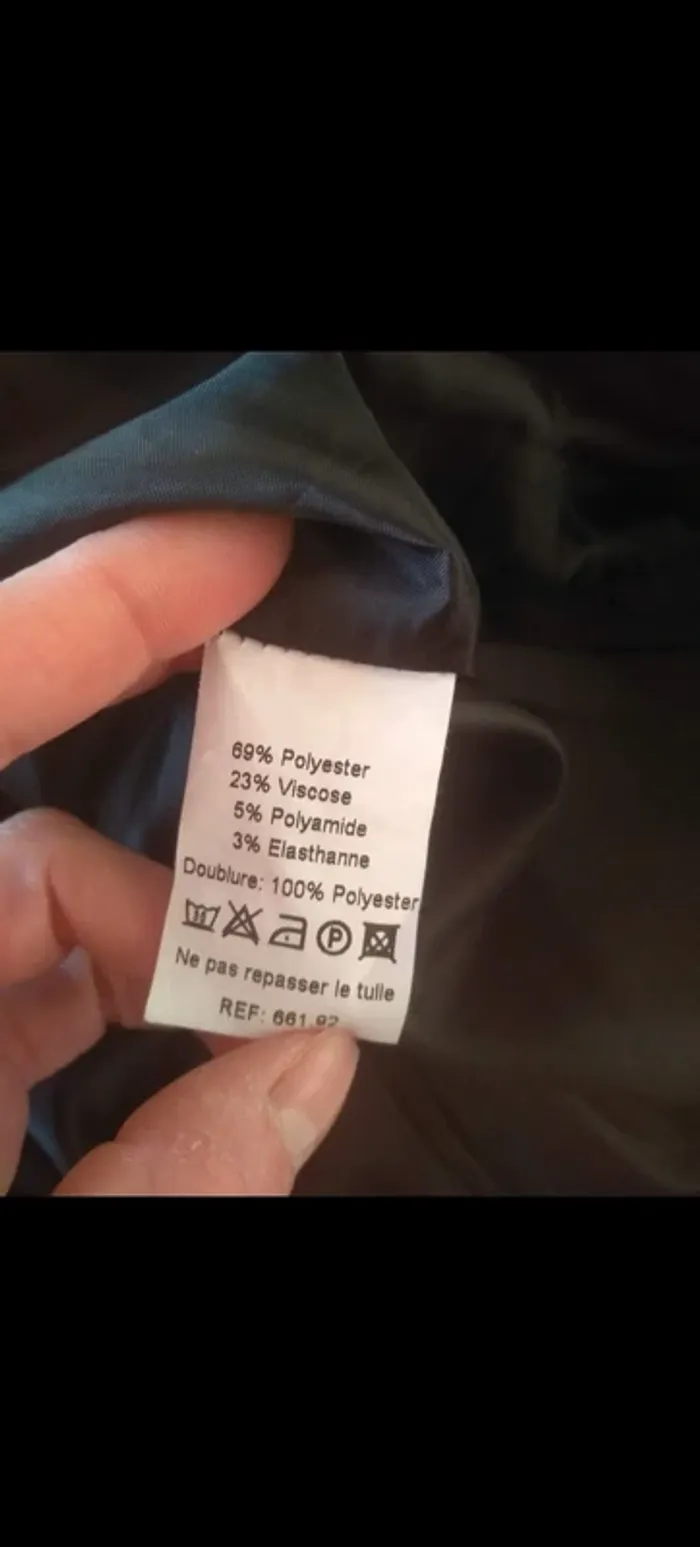 69% Polyester
23% Viscose
5% Polyamide
3% Elasthanne
Doublure: 100% Polyester
P
Ne pas repasser le tulle
REF: 661.92